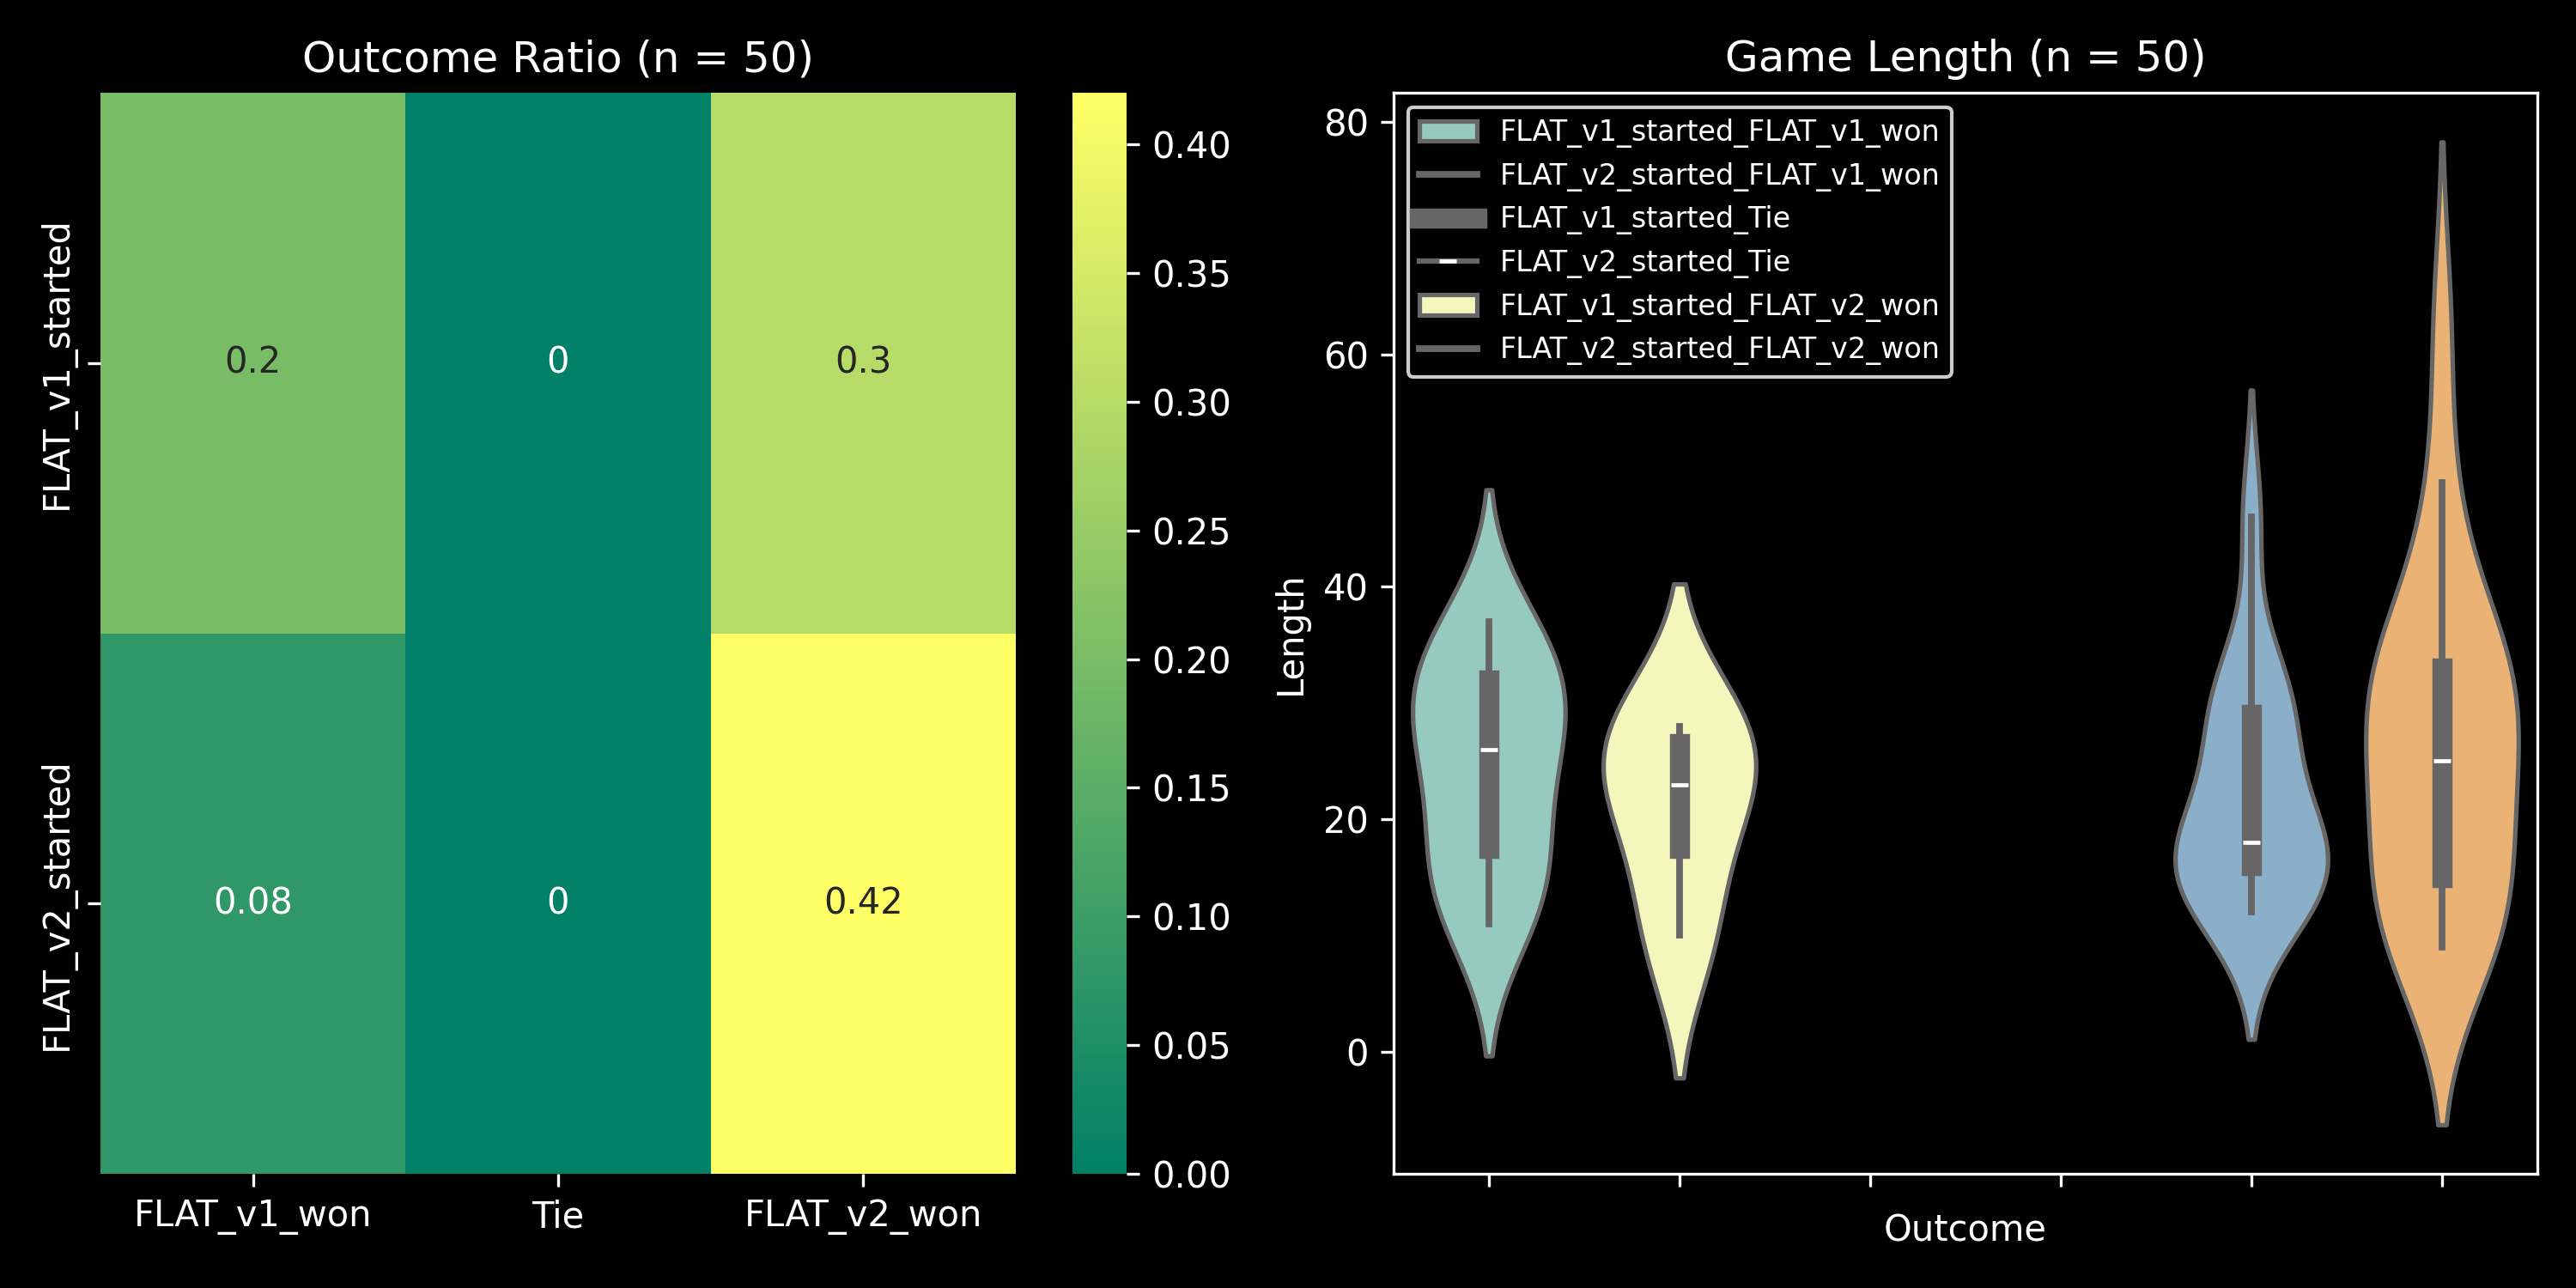 Outcome Ratio (n = 50)
FLAT_v1_started
FLAT_v2_started
0.2
0
0.3
0.08
0
0.42
FLAT_v1_won
Tie
FLAT_v2_won
0.40
0.35
0.30
0.25
0.20
0.15
0.10
0.05
0.00
Game Length (n = 50)
Length
80
60
40
20
0
FLAT_v1_started_FLAT_v1_won
FLAT_v2_started_FLAT_v1_won
FLAT_v1_started_Tie
FLAT_v2_started_Tie
FLAT_v1_started_FLAT_v2_won
FLAT_v2_started_FLAT_v2_won
Outcome